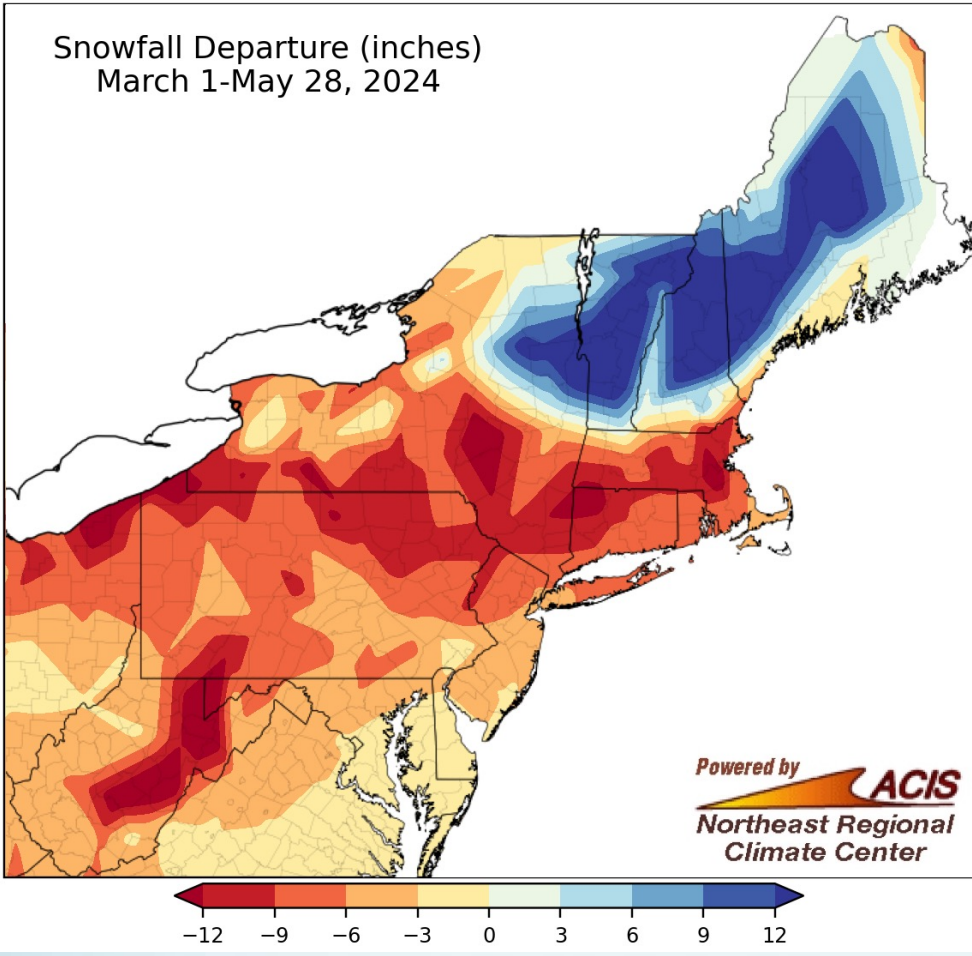 Snowfall Departure (inches)
March 1-May 28, 2024
Powered by
ACIS
Northeast Regional
Climate Center
−12 −9 −6 −3 0 3 6 9 12